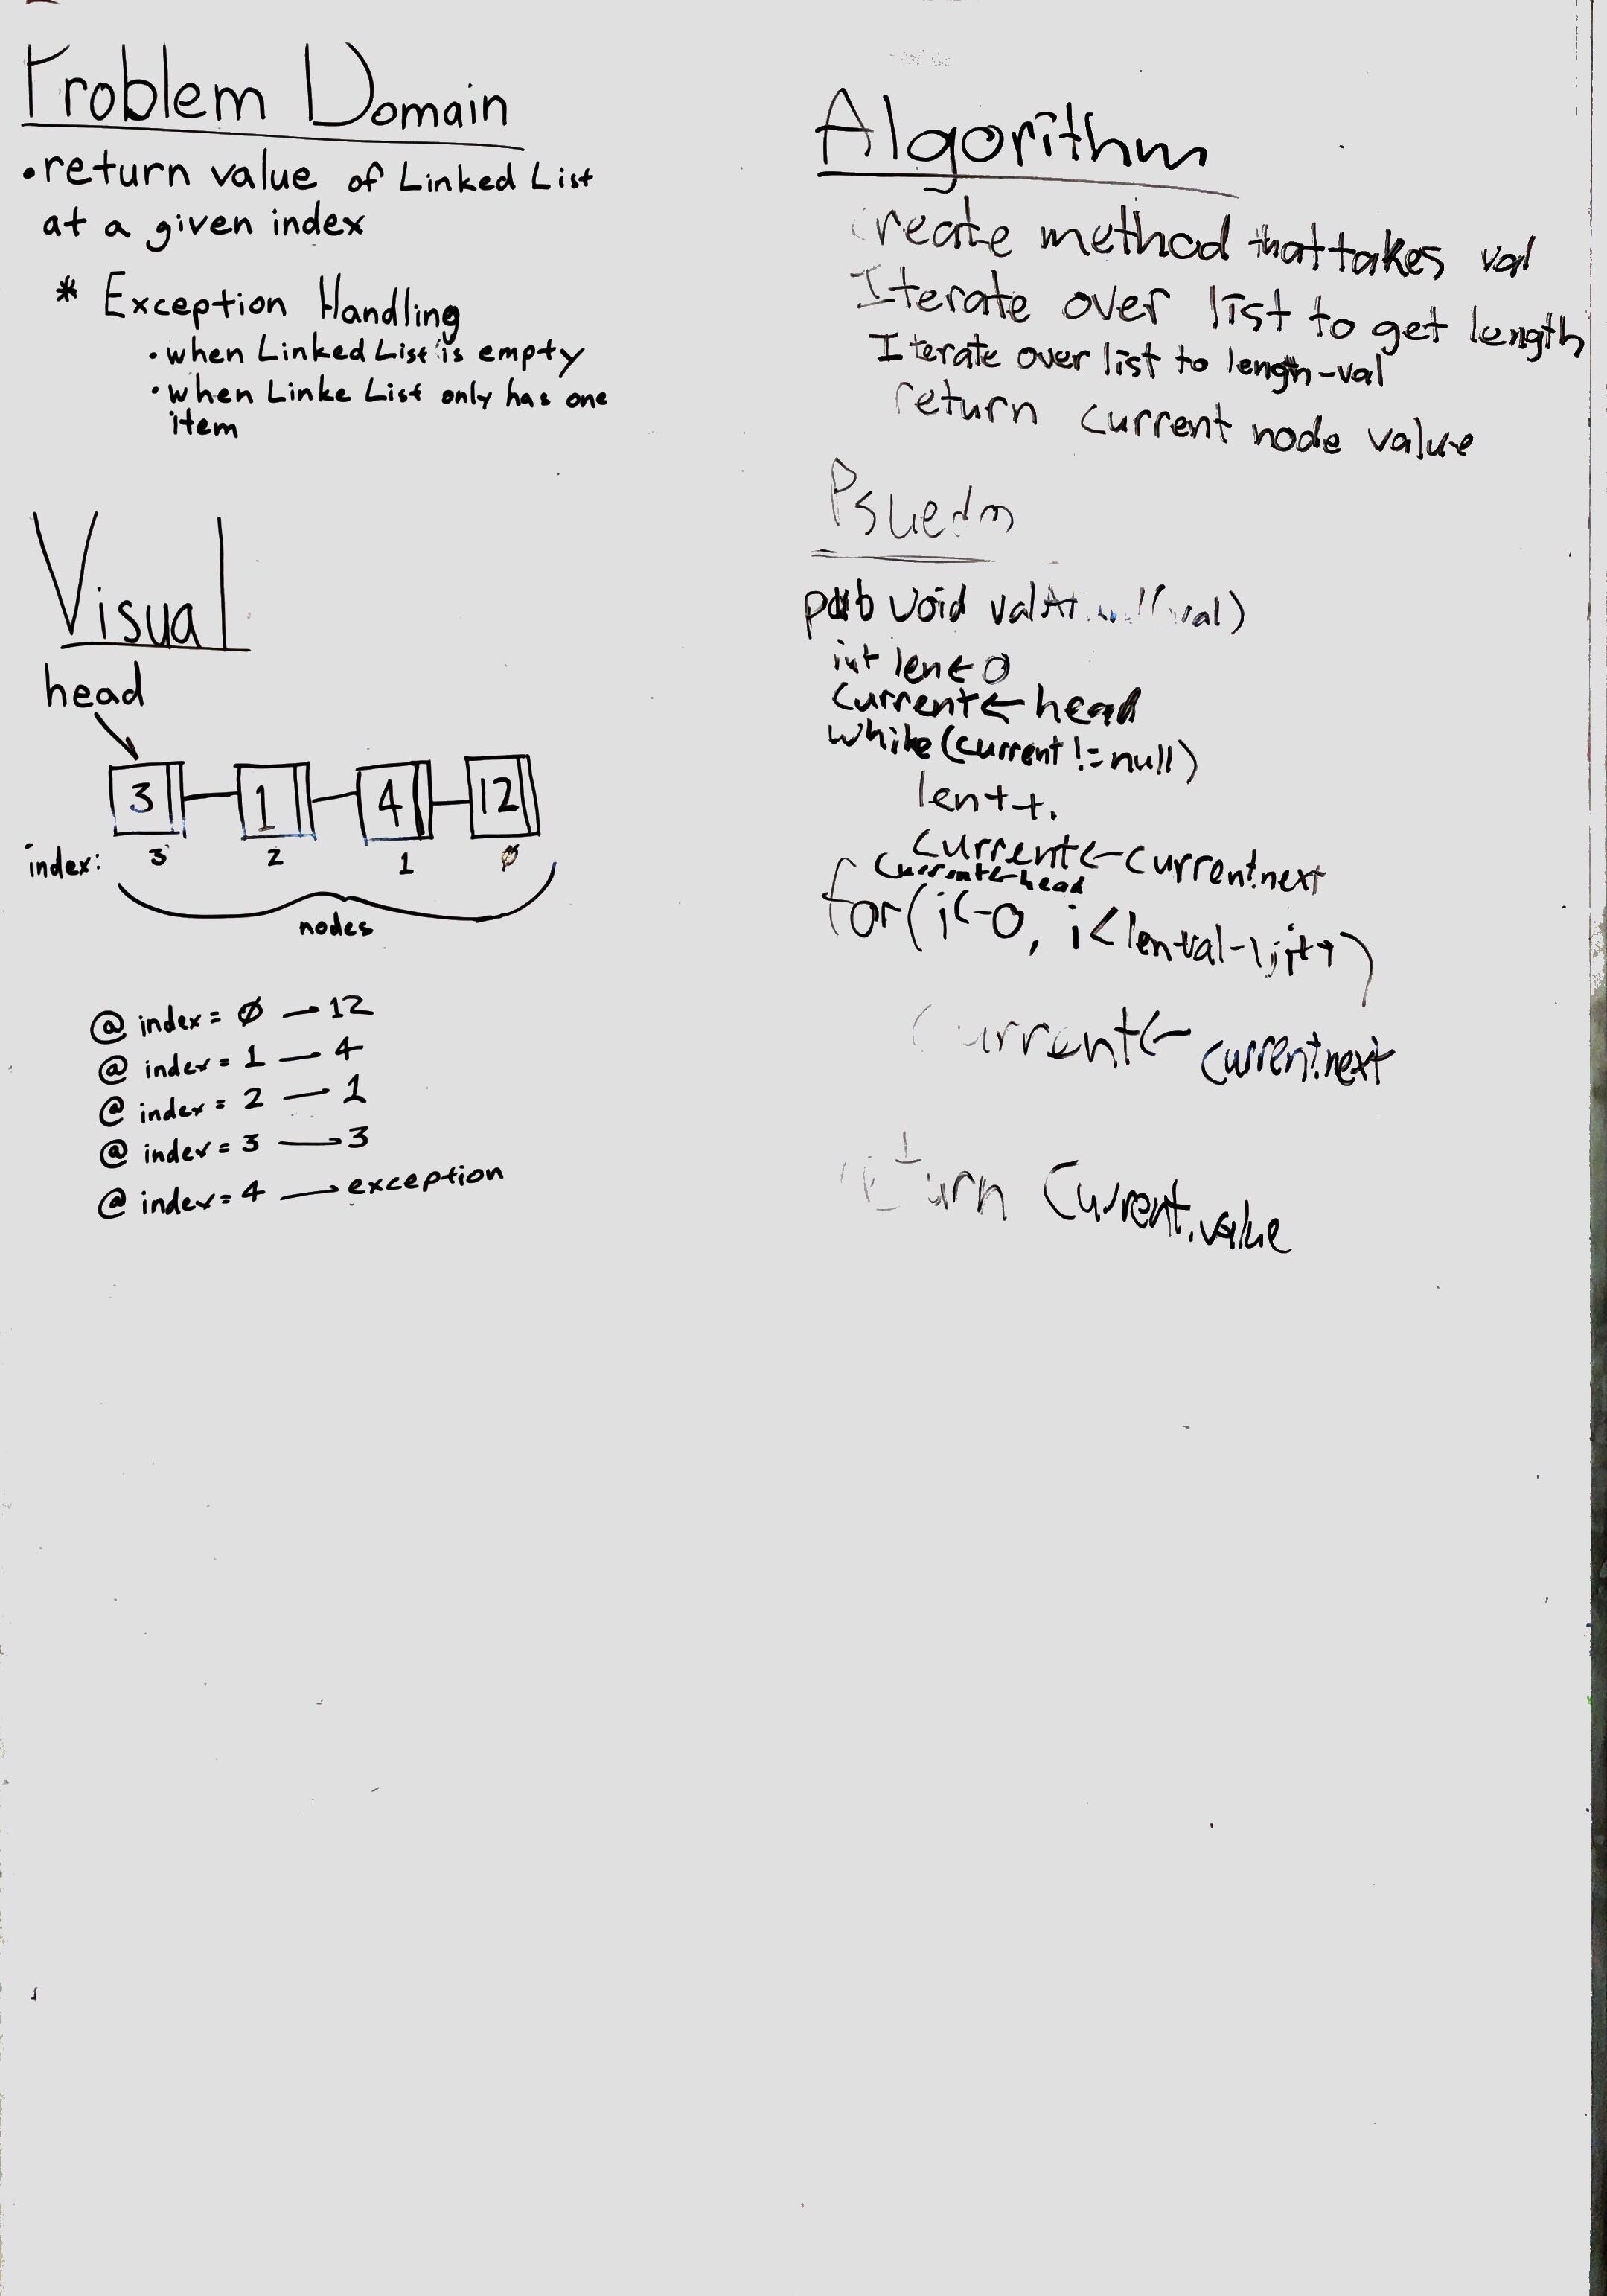 Problem Domain
• return value of Linked List
at a given index
* Exception Handling
• when Linked List is empty
• when Linke List only has one
item
Visual
head
3 1 4 12
index: 3 2 1 0
nodes
@ index = 0 — 12
@ index = 1 — 4
@ index = 2 — 1
@ index = 3 — 3
@ index = 4 — exception
Algorithm
Create method that takes val
Iterate over list to get length
Iterate over list to length-val
return current node value
Psuedo
pub void val val)
int len ← 0
current ← head
while (current != null)
len++.
current ← current.next
current ← head
for(i ← 0, i < len-val-1, i++)
current ← current.next
return current.value